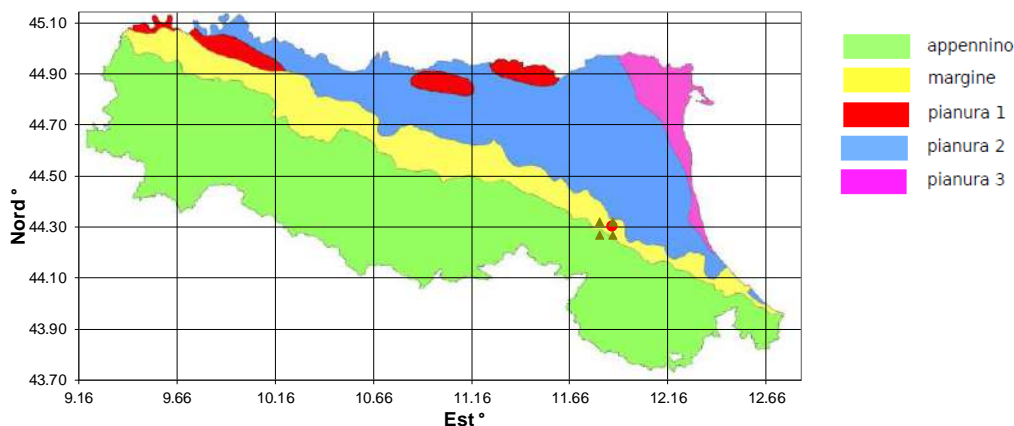 45.10
44.90
44.70
44.50
44.30
44.10
43.90
43.70
Nord °
9.16 9.66 10.16 10.66 11.16 11.66 12.16 12.66
Est °
appennino
margine
pianura 1
pianura 2
pianura 3